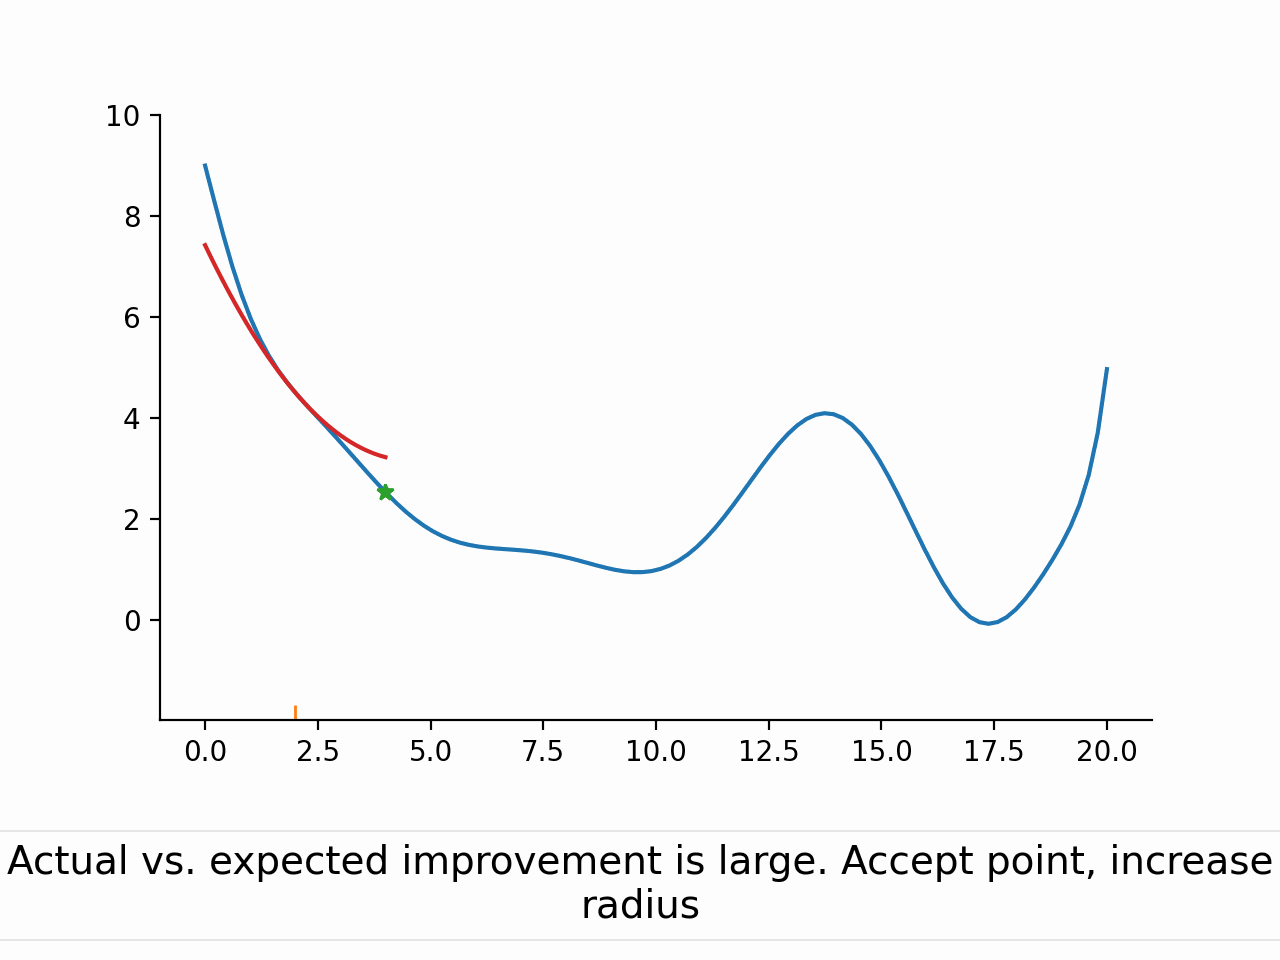 10
8
6
4
2
0
0.0 2.5 5.0 7.5 10.0 12.5 15.0 17.5 20.0
Actual vs. expected improvement is large. Accept point, increase
radius